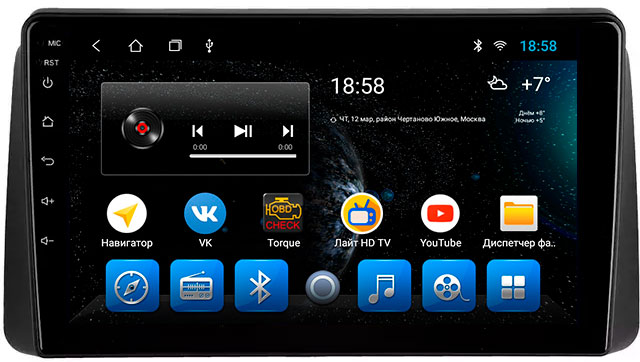 MIC
RST
18:58
18:58
+7°
ЧТ, 12 мар, район Чертаново Южное, Москва
Днём +8°
Ночью +5°
0:00
0:00
OBD
CHECK
Навигатор
VK
Torque
Лайт HD TV
YouTube
Диспетчер фа..